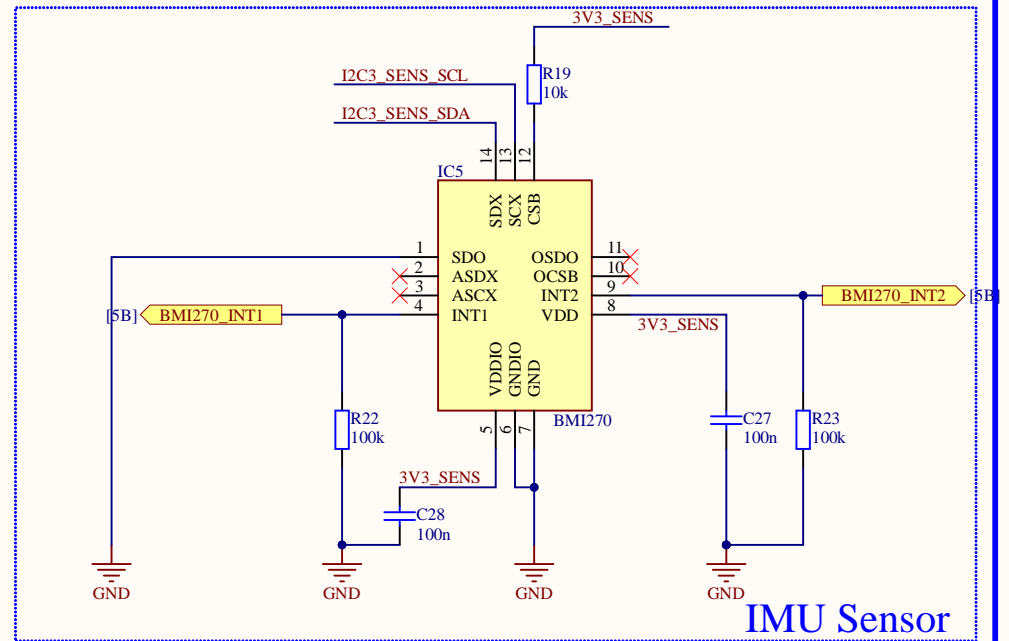 3V3_SENS
I2C3_SENS_SCL
R19
10k
I2C3_SENS_SDA
14
13
12
IC5
SDX
SCX
CSB
1
SDO
OSDO
11
2
ASDX
OCSB
10
3
ASCX
INT2
9
BMI270_INT2
[5B]
[5B]
BMI270_INT1
4
INT1
VDD
8
3V3_SENS
VDDIO
GNDIO
GND
BMI270
5
6
7
R22
100k
C27
100n
R23
100k
3V3_SENS
C28
100n
GND
GND
GND
GND
IMU Sensor